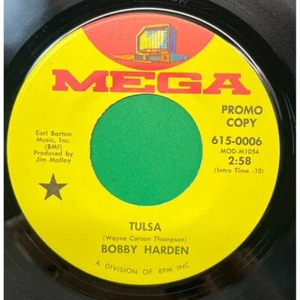 MEGA
PROMO
COPY
Earl Barton
Music, Inc.
(BMI)
Produced by
Jim Malloy
615-0006
MOD-M1054
2:58
(Intro Time :10)
TULSA
(Wayne Carson Thompson)
BOBBY HARDEN
A DIVISION OF RPM INC